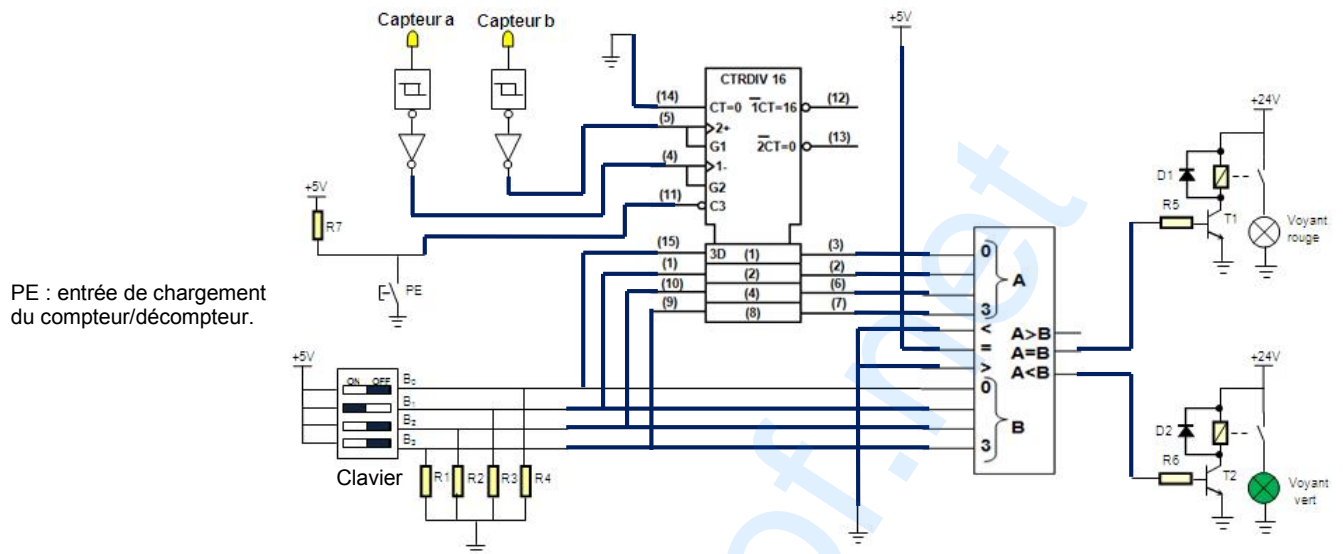 Capteur a
Capteur b
+5V
CTRDIV 16
(14)
CT=0
1CT=16
(12)
(5)
2+
G1
2CT=0
(13)
(4)
1-
G2
(11)
C3
+24V
D1
R5
T1
Voyant
rouge
+5V
R7
PE
PE : entrée de chargement
du compteur/décompteur.
(15)
3D
(1)
(3)
(1)
(2)
(2)
(10)
(4)
(6)
(9)
(8)
(7)
0
A
3
<
=
>
A>B
A=B
A<B
0
B
3
+5V
ON
OFF
B0
B1
B2
B3
Clavier
R1
R2
R3
R4
+24V
D2
R6
T2
Voyant
vert
of.net